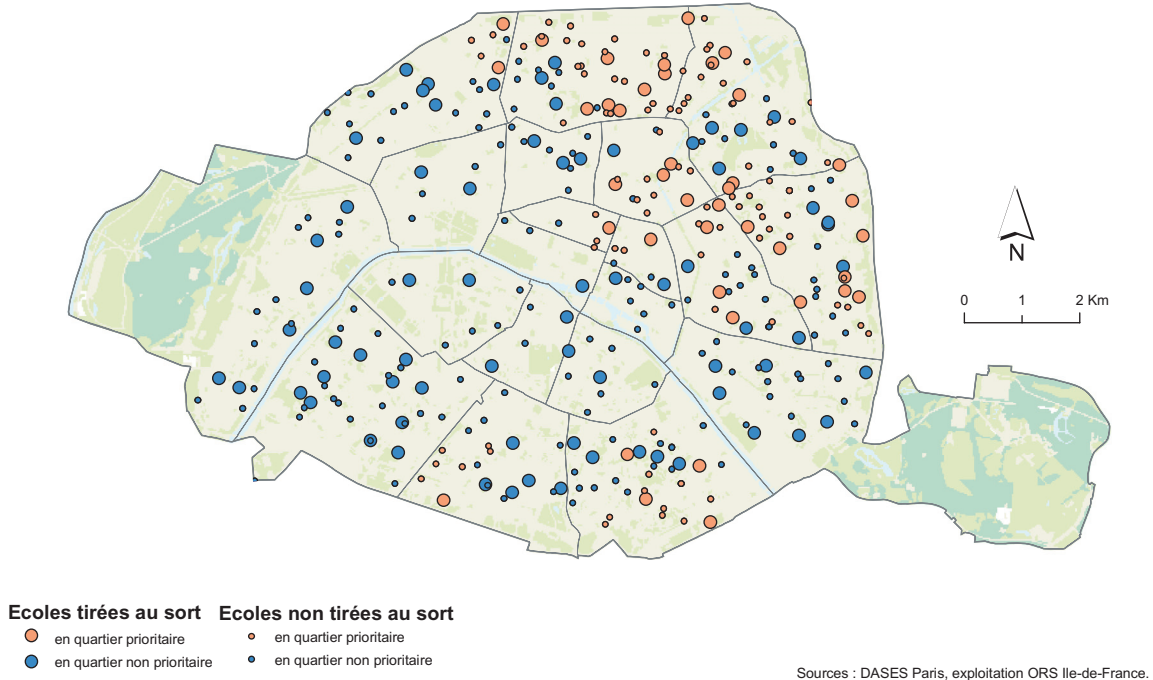 N
0 1 2 Km
Ecoles tirées au sort Ecoles non tirées au sort
en quartier prioritaire en quartier prioritaire
en quartier non prioritaire en quartier non prioritaire
Sources : DASES Paris, exploitation ORS Ile-de-France.